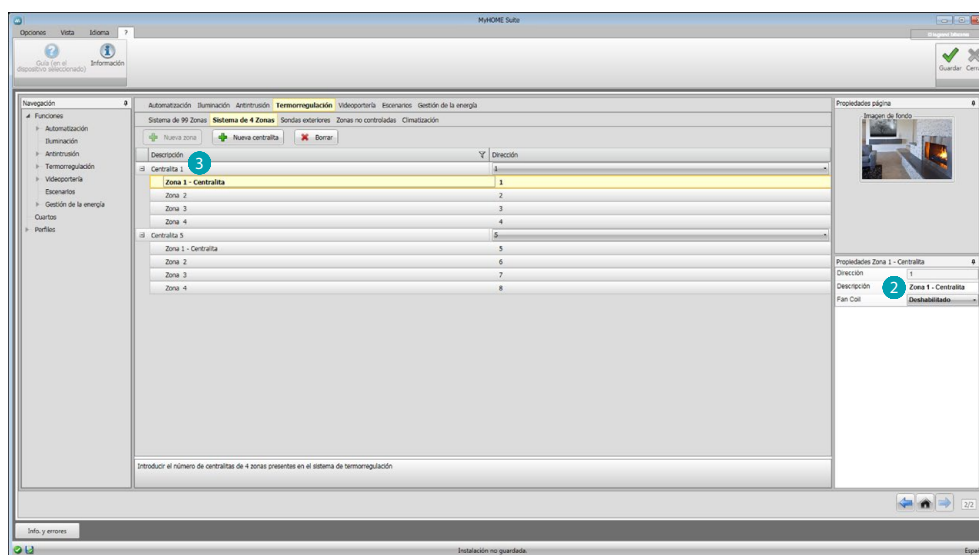 MyHOME Suite
Opciones Vista Idioma ?
Guía (en el dispositivo seleccionado)
Información
Guardar Cerr
Navegación
Funciones
Automatización
Iluminación
Antintrusión
Termorregulación
Videoportería
Escenarios
Gestión de la energía
Cuartos
Perfiles
Automatización Iluminación Antintrusión Termorregulación Videoportería Escenarios Gestión de la energía
Sistema de 99 Zonas Sistema de 4 Zonas Sondas exteriores Zonas no controladas Climatización
Nueva zona Nueva centralita Borrar
Descripción Dirección
Centralita 1 3 1
Zona 1 - Centralita 1
Zona 2 2
Zona 3 3
Zona 4 4
Centralita 5 5
Zona 1 - Centralita 5
Zona 2 6
Zona 3 7
Zona 4 8
Introducir el número de centralitas de 4 zonas presentes en el sistema de termorregulación
Propiedades página
Imagen de fondo
Propiedades Zona 1 - Centralita
Dirección 1
Descripción 2 Zona 1 - Centralita
Fan Coil Deshabilitado
2/2
Info. y errores
Instalación no guardada.